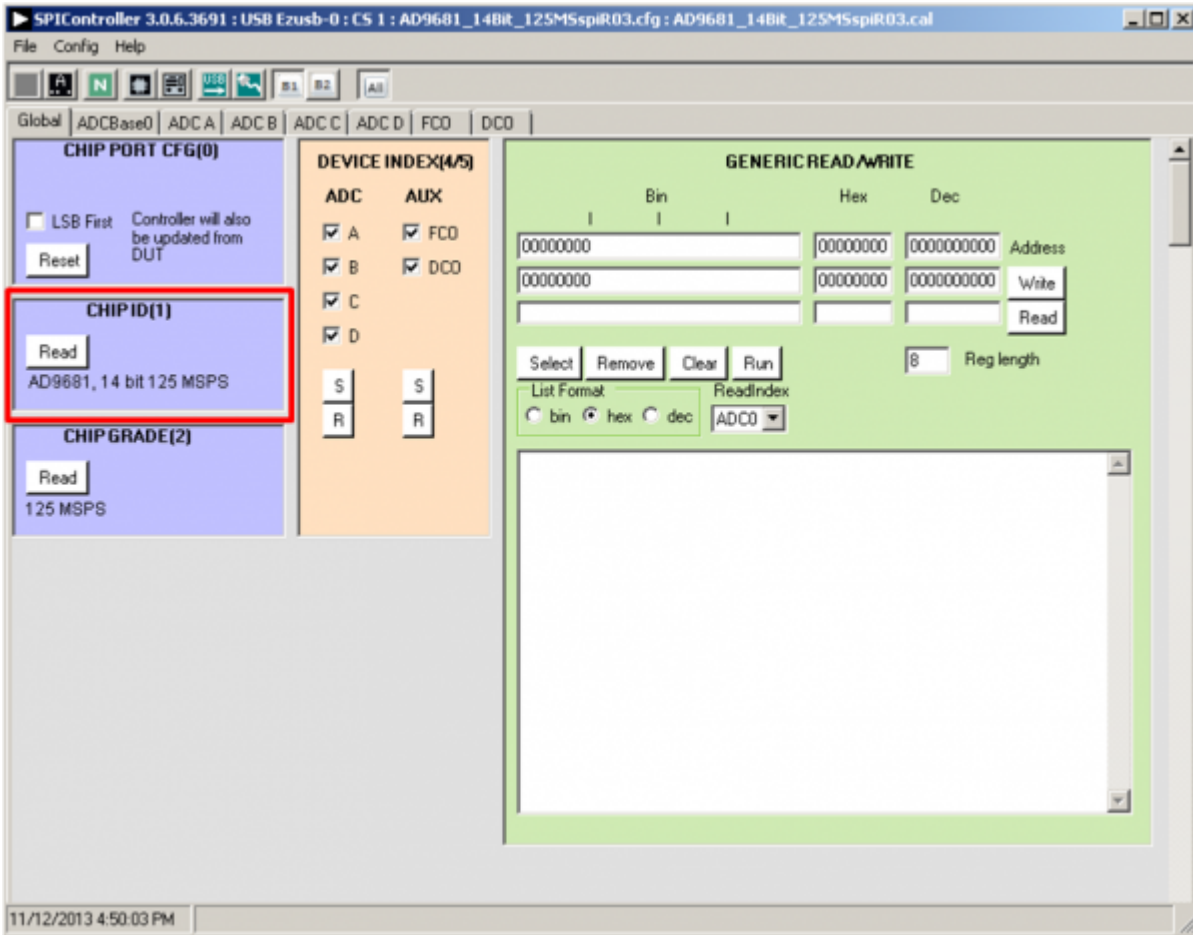 SPIController 3.0.6.3691 : USB Ezusb-0 : CS 1 : AD9681_14Bit_125MSspiR03.cfg : AD9681_14Bit_125MSspiR03.cal
File Config Help
A N USB B1 B2 All
Global ADCBase0 ADC A ADC B ADC C ADC D FCO DCO
CHIP PORT CFG(0)
LSB First
Controller will also
be updated from
DUT
Reset
CHIP ID(1)
Read
AD9681, 14 bit 125 MSPS
CHIP GRADE(2)
Read
125 MSPS
DEVICE INDEX(4/5)
ADC AUX
A FCO
B DCO
C
D
S S
R R
GENERIC READ/WRITE
Bin Hex Dec
00000000 00000000 0000000000 Address
00000000 00000000 0000000000 Write
Read
Select Remove Clear Run 8 Reg length
List Format ReadIndex
bin hex dec ADC0
11/12/2013 4:50:03 PM